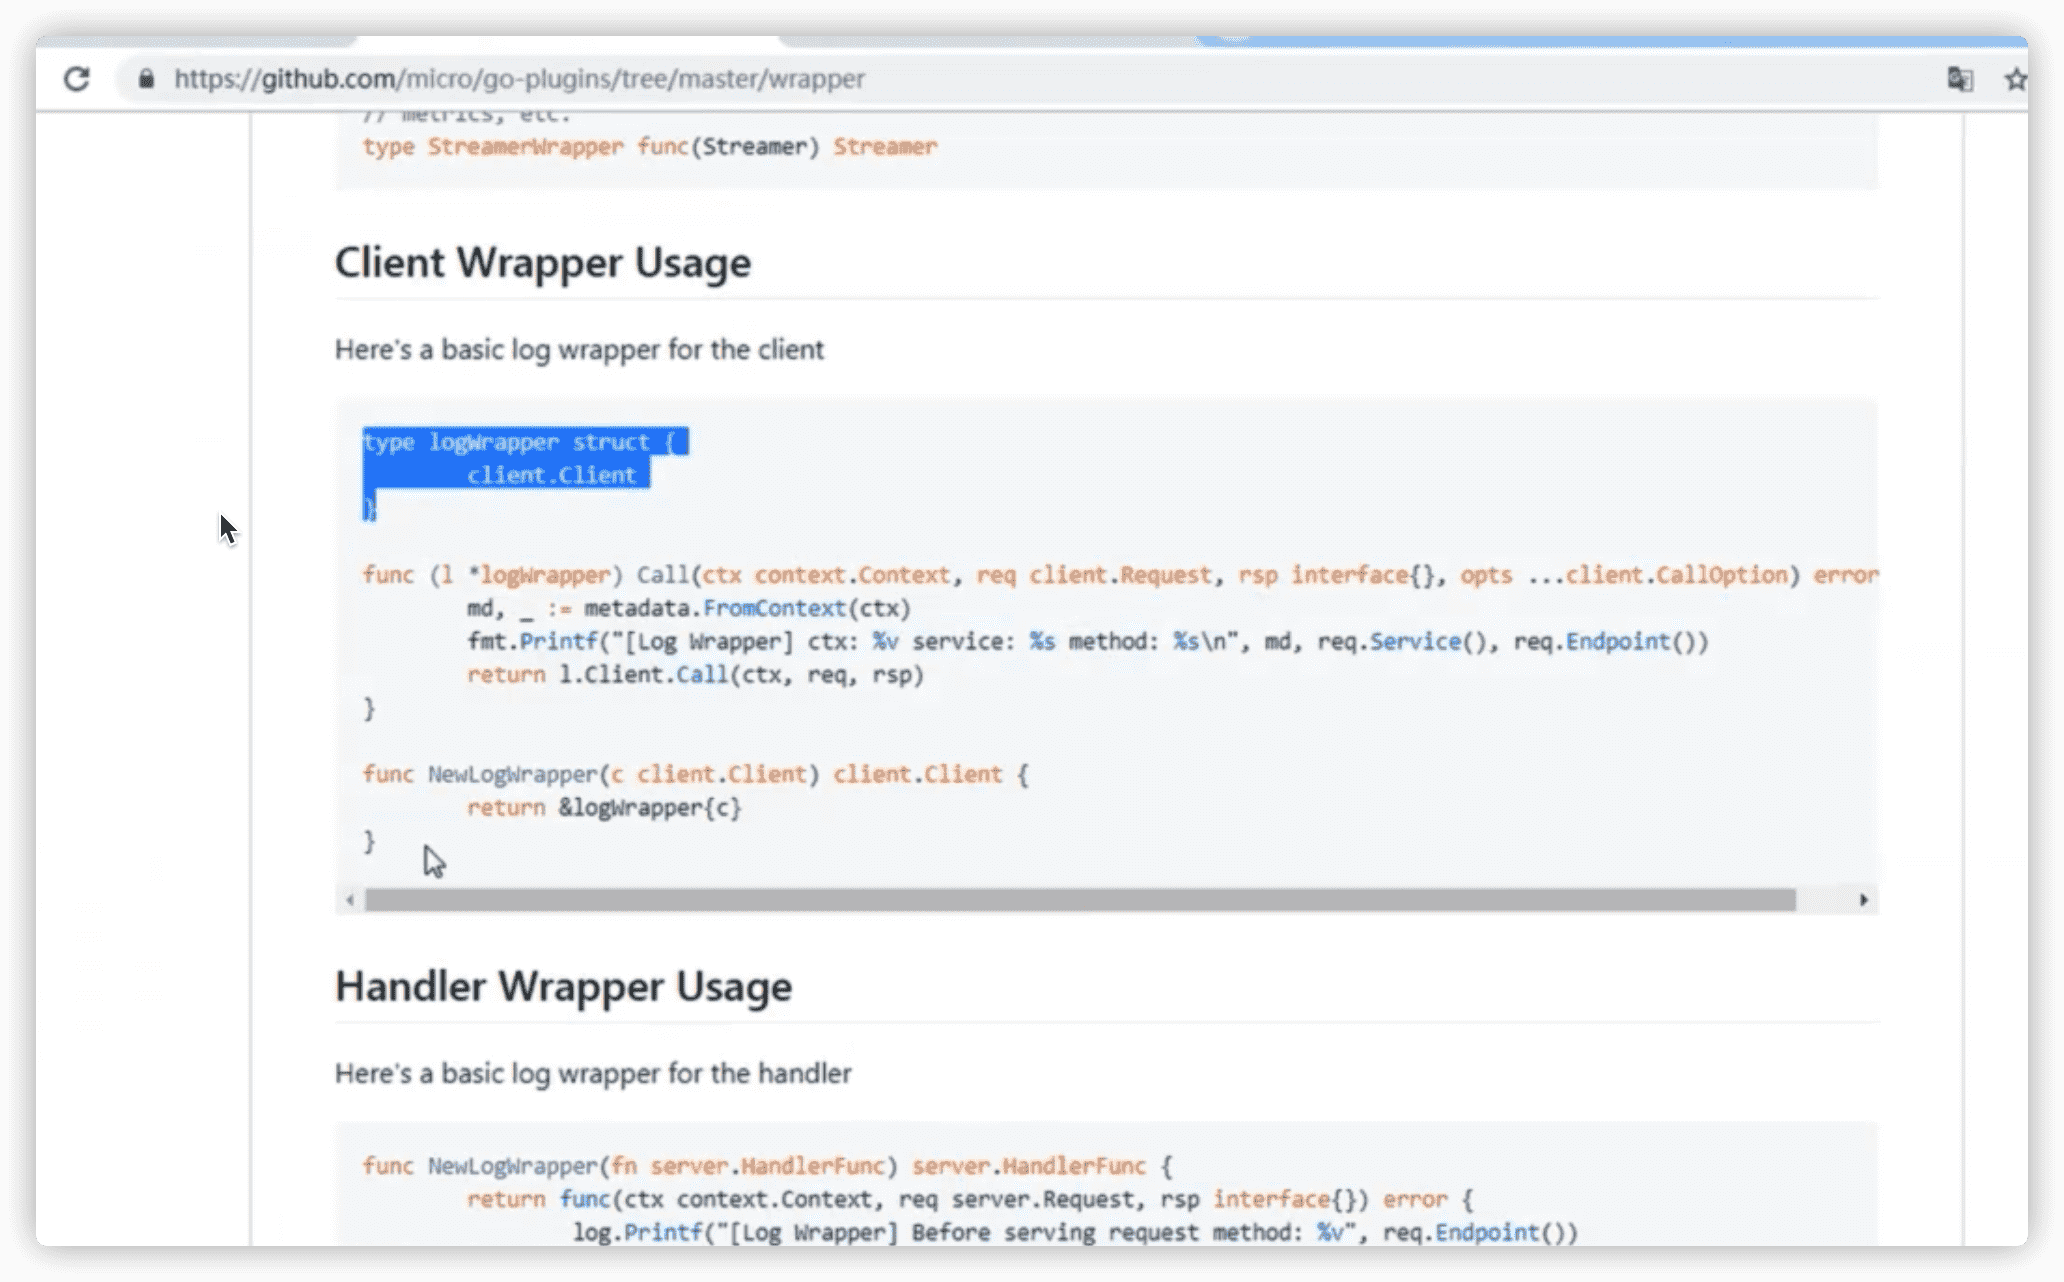 https://github.com/micro/go-plugins/tree/master/wrapper
// metrics, etc.
type StreamerWrapper func(Streamer) Streamer
Client Wrapper Usage
Here's a basic log wrapper for the client
type logWrapper struct {
client.Client
}
func (l *logWrapper) Call(ctx context.Context, req client.Request, rsp interface{}, opts ...client.CallOption) error
md, _ := metadata.FromContext(ctx)
fmt.Printf("[Log Wrapper] ctx: %v service: %s method: %s\n", md, req.Service(), req.Endpoint())
return l.Client.Call(ctx, req, rsp)
}
func NewLogWrapper(c client.Client) client.Client {
return &logWrapper{c}
}
Handler Wrapper Usage
Here's a basic log wrapper for the handler
func NewLogWrapper(fn server.HandlerFunc) server.HandlerFunc {
return func(ctx context.Context, req server.Request, rsp interface{}) error {
log.Printf("[Log Wrapper] Before serving request method: %v", req.Endpoint())